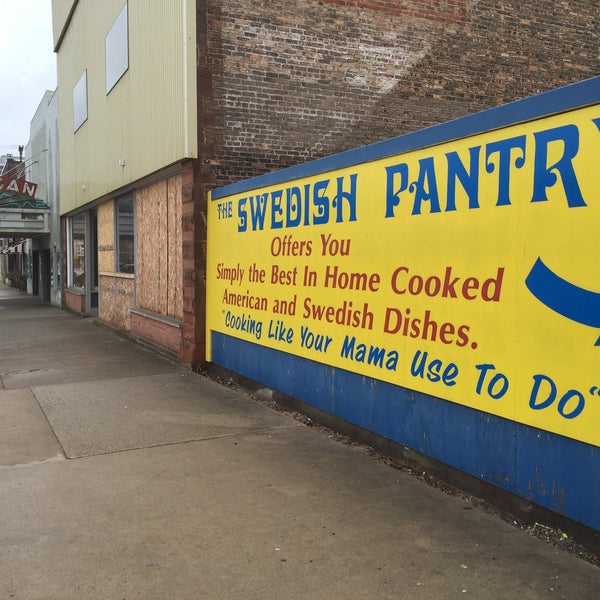 THE SWEDISH PANTRY
Offers You
Simply the Best In Home Cooked
American and Swedish Dishes.
"Cooking Like Your Mama Use To Do"
GAN